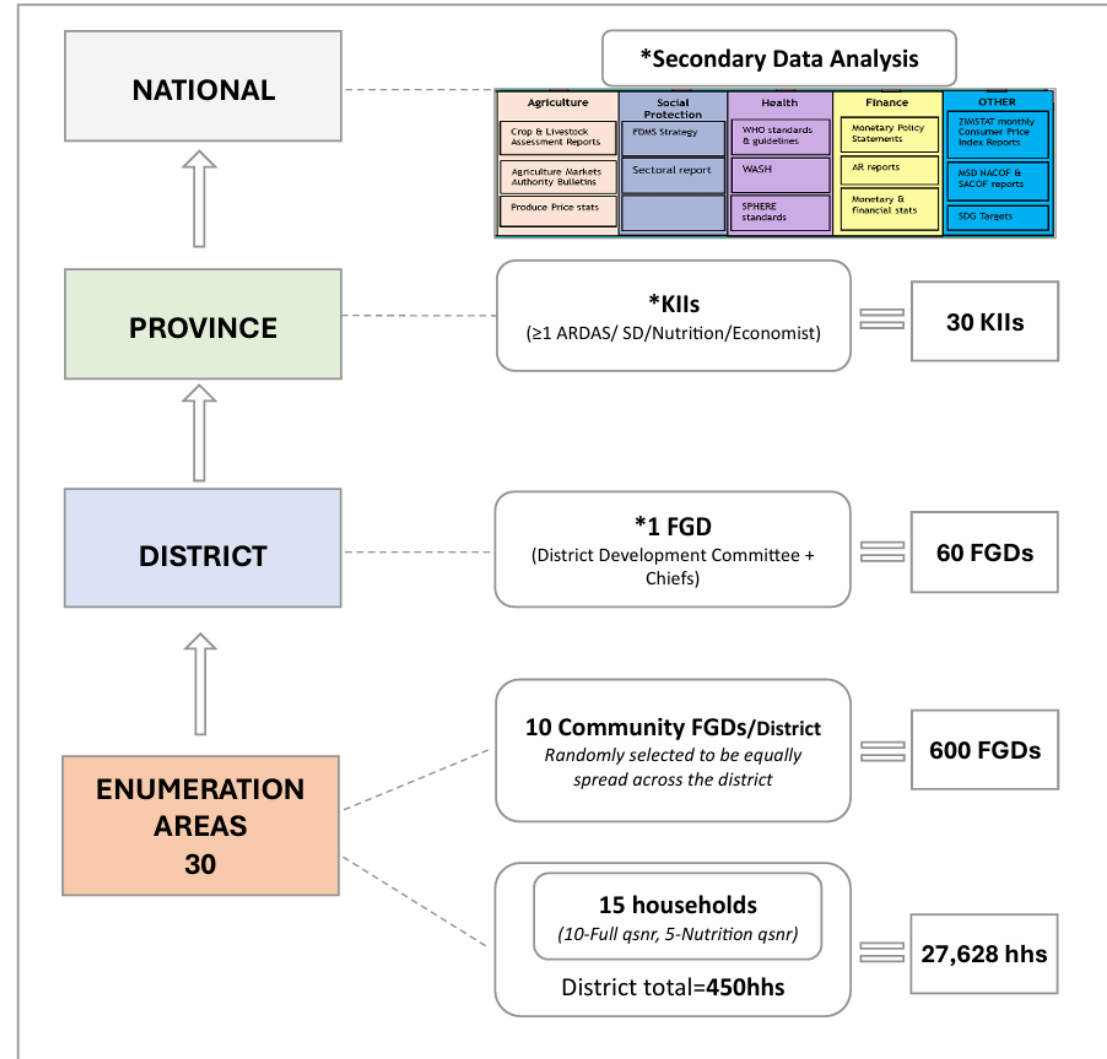 NATIONAL
*Secondary Data Analysis
Agriculture
Crop & Livestock
Assessment Reports
Agriculture Markets
Authority Bulletins
Produce Price stats
Social
Protection
FDMS Strategy
Sectoral report
Health
WHO standards
& guidelines
WASH
SPHERE
standards
Finance
Monetary Policy
Statements
AR reports
Monetary &
financial stats
OTHER
ZIMSTAT monthly
Consumer Price
Index Reports
MSD NACOF &
SACOF reports
SDG Targets
PROVINCE
*KIIs
(≥1 ARDAS/ SD/Nutrition/Economist)
30 KIIs
DISTRICT
*1 FGD
(District Development Committee +
Chiefs)
60 FGDs
ENUMERATION
AREAS
30
10 Community FGDs/District
Randomly selected to be equally
spread across the district
600 FGDs
15 households
(10-Full qsnr, 5-Nutrition qsnr)
District total=450hhs
27,628 hhs